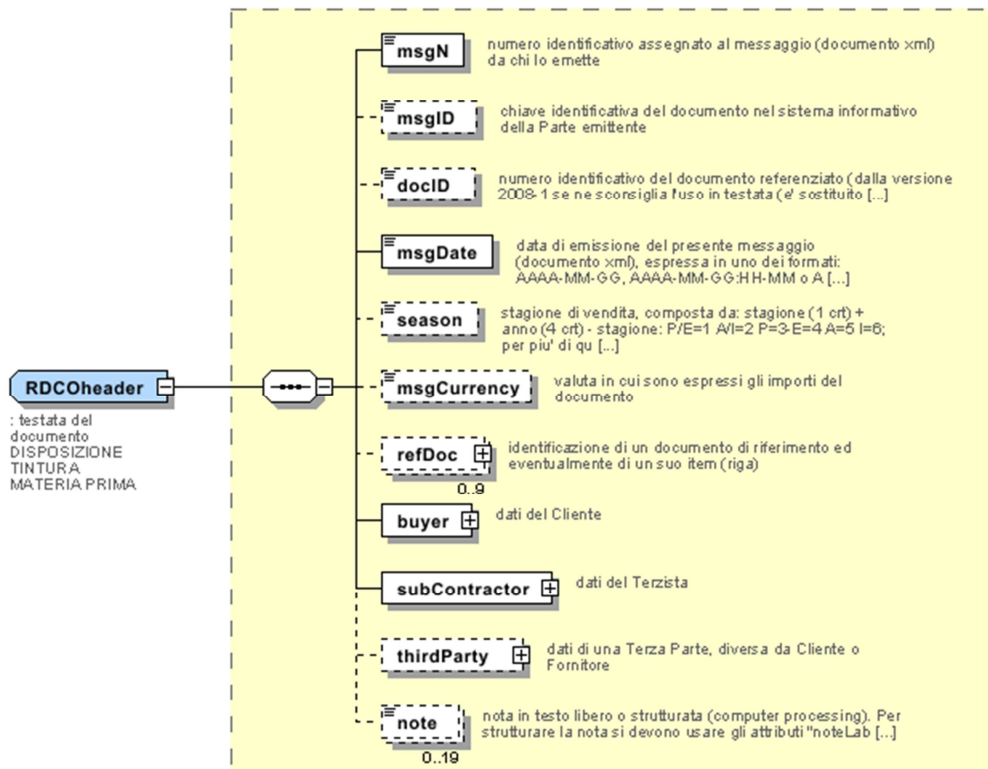 msgN
numero identificativo assegnato al messaggio (documento xml)
da chi lo emette
msgID
chiave identificativa del documento nel sistema informativo
della Parte emittente
docID
numero identificativo del documento referenziato (dalla versione
2008-1 se ne sconsiglia l'uso in testata (e' sostituito [...]
msgDate
data di emissione del presente messaggio
(documento xml), espressa in uno dei formati:
AAAA-MM-GG, AAAA-MM-GG:HH-MM o A [...]
season
stagione di vendita, composta da: stagione (1 crt) +
anno (4 crt) - stagione: P/E=1 A/I=2 P=3-E=4 A=5 I=6;
per piu' di qu [...]
RDCOheader
: testata del
documento
DISPOSIZIONE
TINTURA
MATERIA PRIMA
msgCurrency
valuta in cui sono espressi gli importi del
documento
refDoc
0..9
identificazione di un documento di riferimento ed
eventualmente di un suo item (riga)
buyer
dati del Cliente
subContractor
dati del Terzista
thirdParty
dati di una Terza Parte, diversa da Cliente o
Fornitore
note
0..19
nota in testo libero o strutturata (computer processing). Per
strutturare la nota si devono usare gli attributi "noteLab [...]